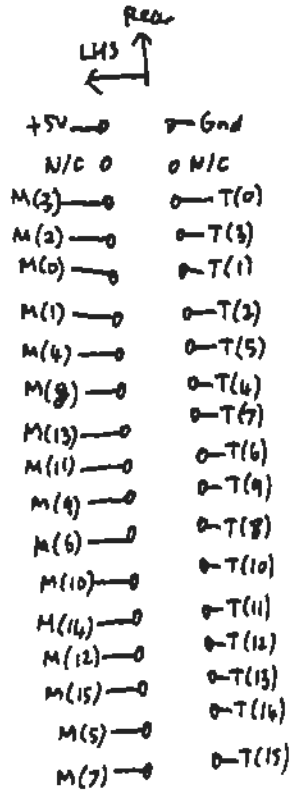 Rear
LHS
+5V Gnd
N/C N/C
M(3) T(0)
M(2) T(3)
M(0) T(1)
M(1) T(2)
M(4) T(5)
M(8) T(4)
T(7)
M(13) T(6)
M(11) T(9)
M(9) T(8)
M(6) T(10)
M(10) T(11)
M(14) T(12)
M(12) T(13)
M(15) T(14)
M(5) T(15)
M(7)